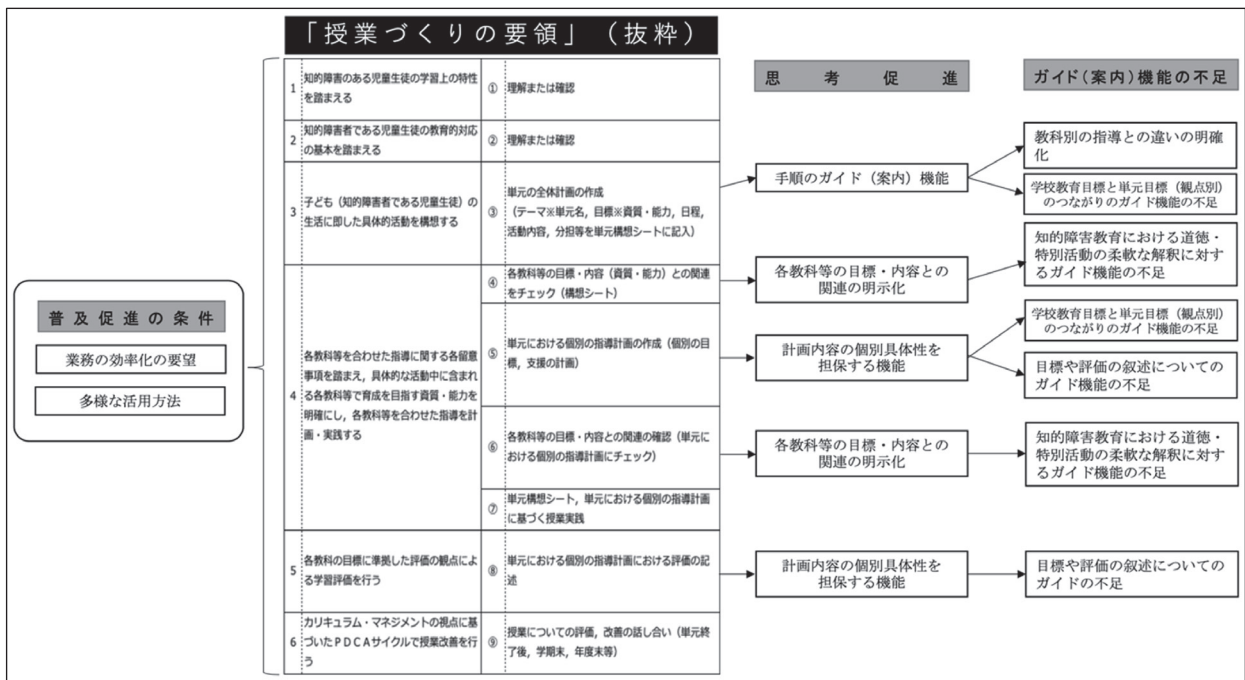 「授業づくりの要領」（抜粋）
普及促進の条件
業務の効率化の要望
多様な活用方法
1
知的障害のある児童生徒の学習上の特性
を踏まえる
①
理解または確認
2
知的障害者である児童生徒の教育的対応
の基本を踏まえる
②
理解または確認
3
子ども（知的障害者である児童生徒）の
生活に即した具体的活動を構想する
③
単元の全体計画の作成
（テーマ※単元名，目標※資質・能力，日程，
活動内容，分担等を単元構想シートに記入）
4
各教科等を合わせた指導に関する各留意
事項を踏まえ，具体的な活動中に含まれ
る各教科等で育成を目指す資質・能力を
明確にし，各教科等を合わせた指導を計
画・実践する
④
各教科等の目標・内容（資質・能力）との関連
をチェック（構想シート）
⑤
単元における個別の指導計画の作成（個別の目
標，支援の計画）
⑥
各教科等の目標・内容との関連の確認（単元に
おける個別の指導計画にチェック）
⑦
単元構想シート，単元における個別の指導計画
に基づく授業実践
5
各教科の目標に準拠した評価の観点によ
る学習評価を行う
⑧
単元における個別の指導計画における評価の記
述
6
カリキュラム・マネジメントの視点に基
づいたPDCAサイクルで授業改善を行
う
⑨
授業についての評価，改善の話し合い（単元終
了後，学期末，年度末等）
思考促進
手順のガイド（案内）機能
各教科等の目標・内容との
関連の明示化
計画内容の個別具体性を
担保する機能
各教科等の目標・内容との
関連の明示化
計画内容の個別具体性を
担保する機能
ガイド（案内）機能の不足
教科別の指導との違いの明確
化
学校教育目標と単元目標（観点別）
のつながりのガイド機能の不足
知的障害教育における道徳・
特別活動の柔軟な解釈に対す
るガイド機能の不足
学校教育目標と単元目標（観点別）
のつながりのガイド機能の不足
目標や評価の叙述についての
ガイド機能の不足
知的障害教育における道徳・
特別活動の柔軟な解釈に対す
るガイド機能の不足
目標や評価の叙述についての
ガイドの不足